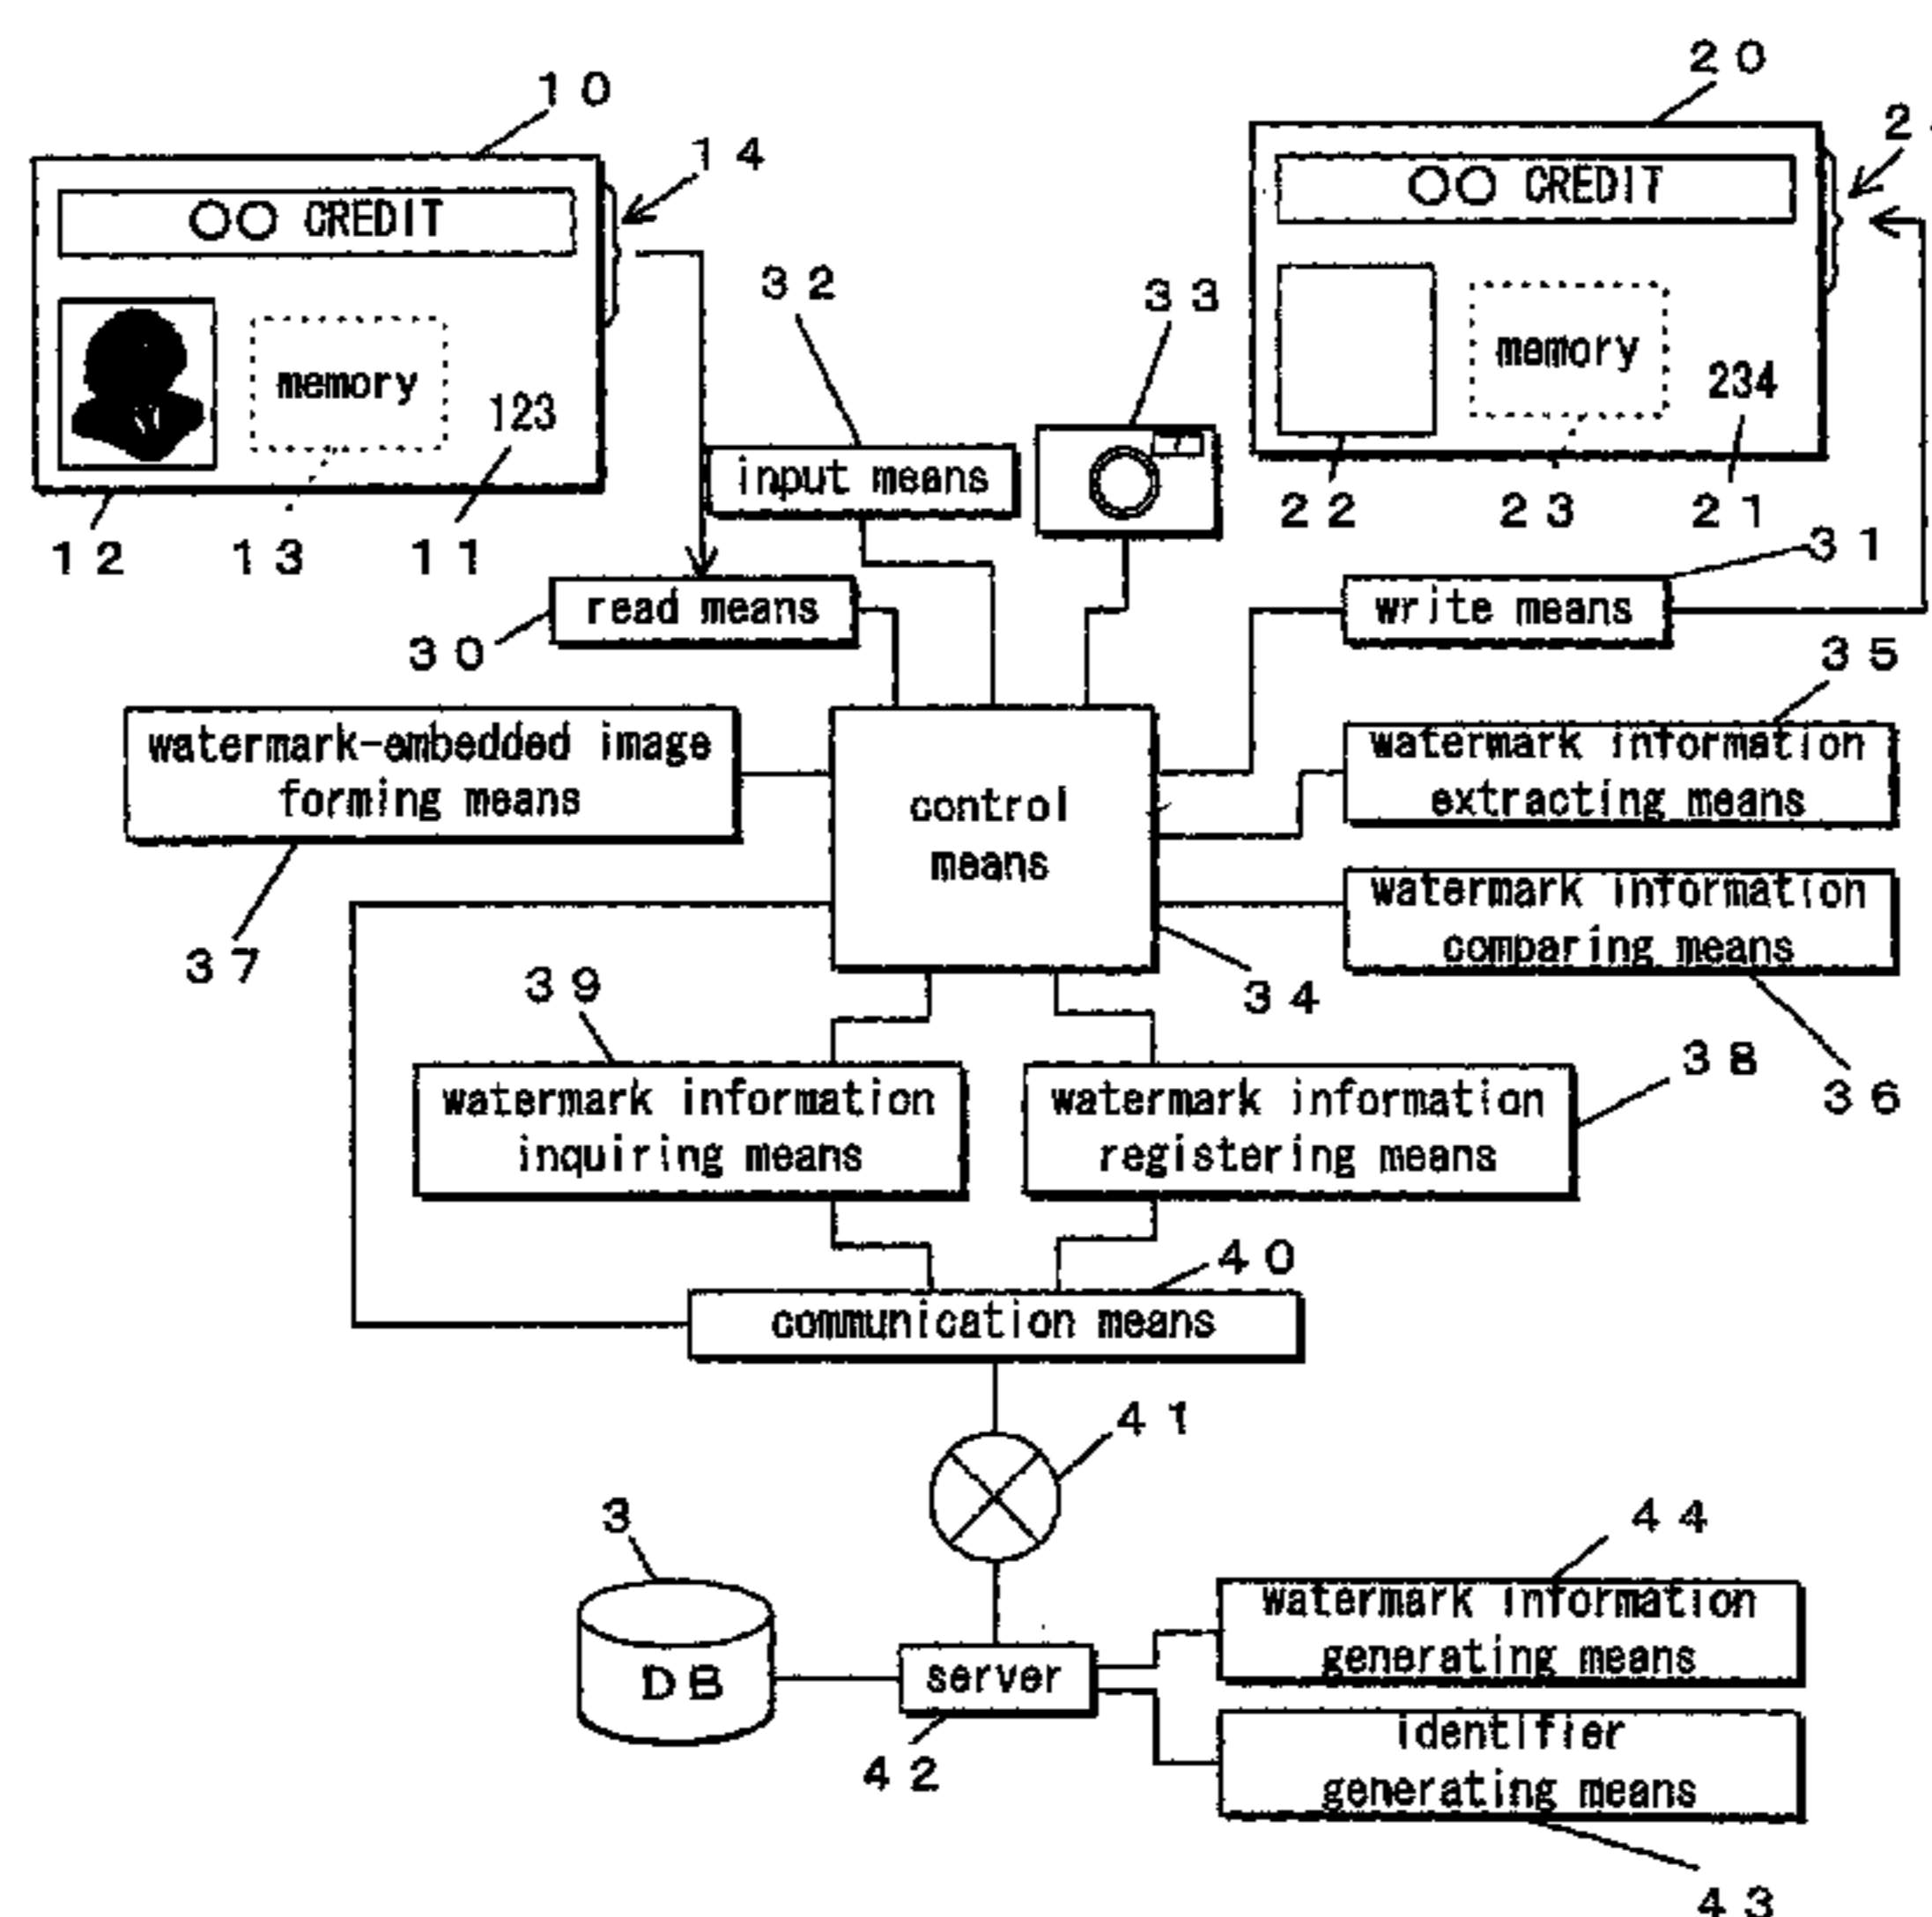 10
20
14
○○ CREDIT
○○ CREDIT
32
33
memory
123
memory
234
input means
12
13
11
22
23
21
31
read means
write means
30
35
watermark-embedded image
forming means
control
means
watermark information
extracting means
watermark information
comparing means
37
39
34
38
36
watermark information
inquiring means
watermark information
registering means
40
communication means
41
3
44
DB
server
watermark information
generating means
42
identifier
generating means
43